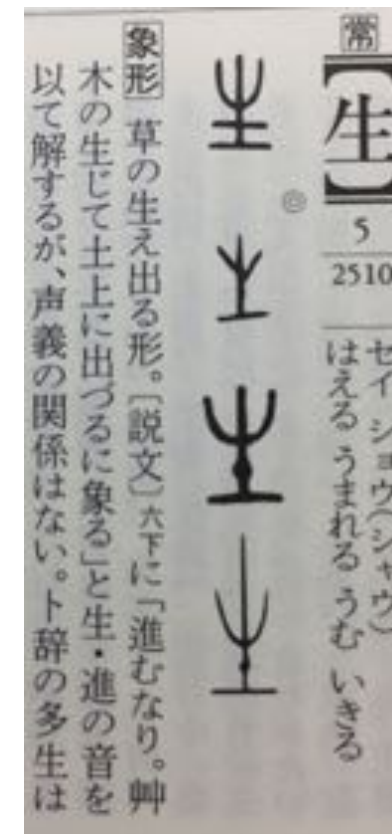 常
【生】
5
2510
セイ ショウ(シャウ)
はえる うまれる うむ いきる
象形 草の生え出る形。〔説文〕六下に「進むなり。艸
木の生じて土上に出づるに象る」と生・進の音を
以て解するが、声義の関係はない。卜辞の多生は